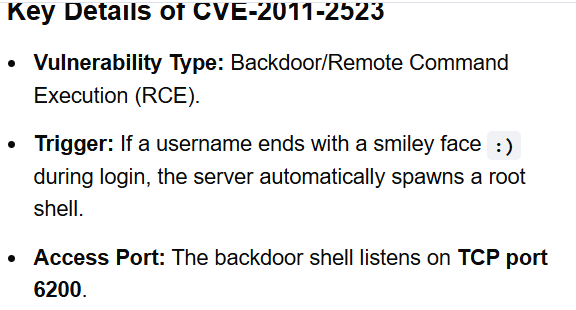 Key Details of CVE-2011-2523
• Vulnerability Type: Backdoor/Remote Command
Execution (RCE).
• Trigger: If a username ends with a smiley face :)
during login, the server automatically spawns a root
shell.
• Access Port: The backdoor shell listens on TCP port
6200.